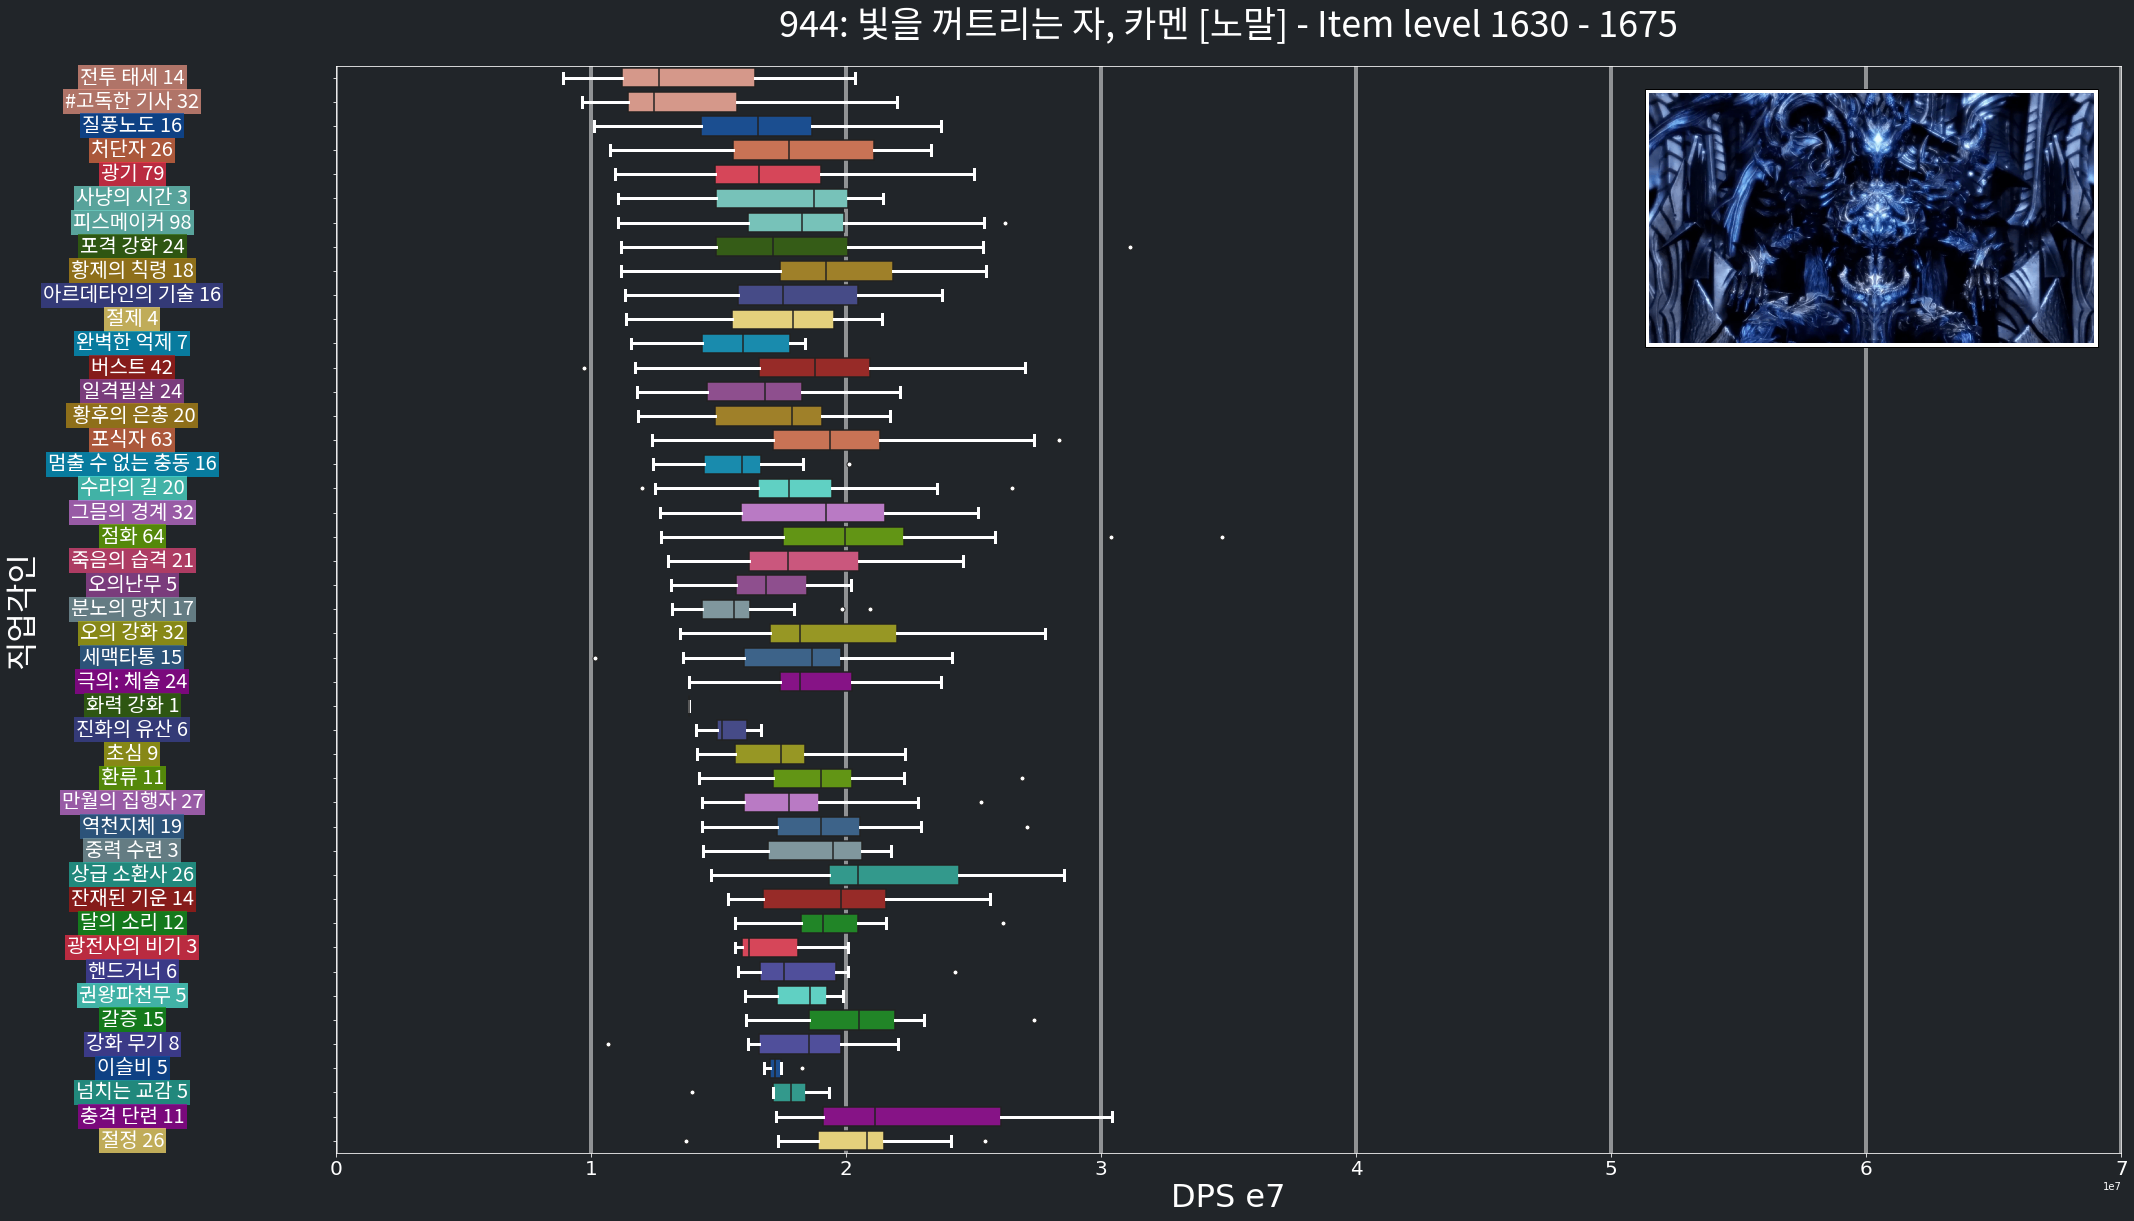 944: 빛을 꺼트리는 자, 카멘 [노말] - Item level 1630 - 1675
직업각인
전투 태세 14
#고독한 기사 32
질풍노도 16
처단자 26
광기 79
사냥의 시간 3
피스메이커 98
포격 강화 24
황제의 칙령 18
아르데타인의 기술 16
절제 4
완벽한 억제 7
버스트 42
일격필살 24
황후의 은총 20
포식자 63
멈출 수 없는 충동 16
수라의 길 20
그믐의 경계 32
점화 64
죽음의 습격 21
오의난무 5
분노의 망치 17
오의 강화 32
세맥타통 15
극의: 체술 24
화력 강화 1
진화의 유산 6
초심 9
환류 11
만월의 집행자 27
역천지체 19
중력 수련 3
상급 소환사 26
잔재된 기운 14
달의 소리 12
광전사의 비기 3
핸드거너 6
권왕파천무 5
갈증 15
강화 무기 8
이슬비 5
넘치는 교감 5
충격 단련 11
절정 26
0 1 2 3 4 5 6 7
1e7
DPS e7